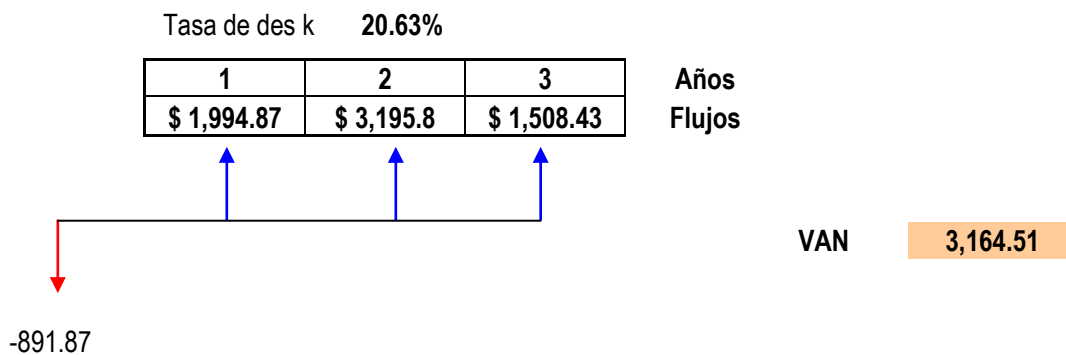 Tasa de des k 20.63%
1 2 3 Años
$ 1,994.87 $ 3,195.8 $ 1,508.43 Flujos
VAN 3,164.51
-891.87